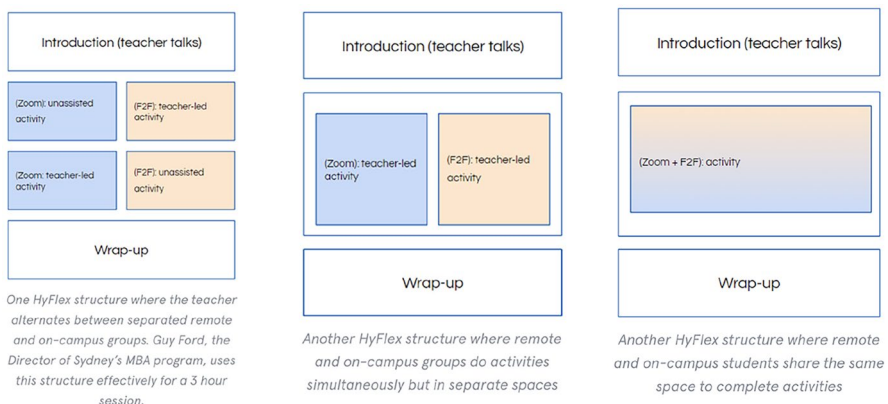 Introduction (teacher talks)
(Zoom): unassisted
activity
(F2F): teacher-led
activity
(Zoom: teacher-led
activity
(F2F): unassisted
activity
Wrap-up
One HyFlex structure where the teacher
alternates between separated remote
and on-campus groups. Guy Ford, the
Director of Sydney's MBA program, uses
this structure effectively for a 3 hour
session.
Introduction (teacher talks)
(Zoom): teacher-led
activity
(F2F): teacher-led
activity
Wrap-up
Another HyFlex structure where remote
and on-campus groups do activities
simultaneously but in separate spaces
Introduction (teacher talks)
(Zoom + F2F): activity
Wrap-up
Another HyFlex structure where remote
and on-campus students share the same
space to complete activities